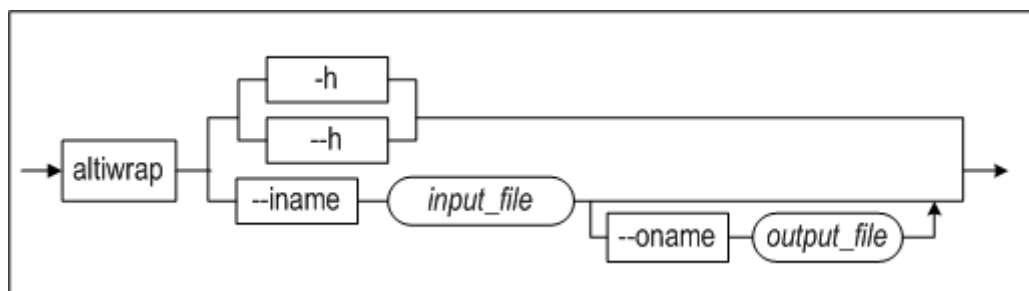 -h
--h
altiwrap
--iname input_file
--oname output_file